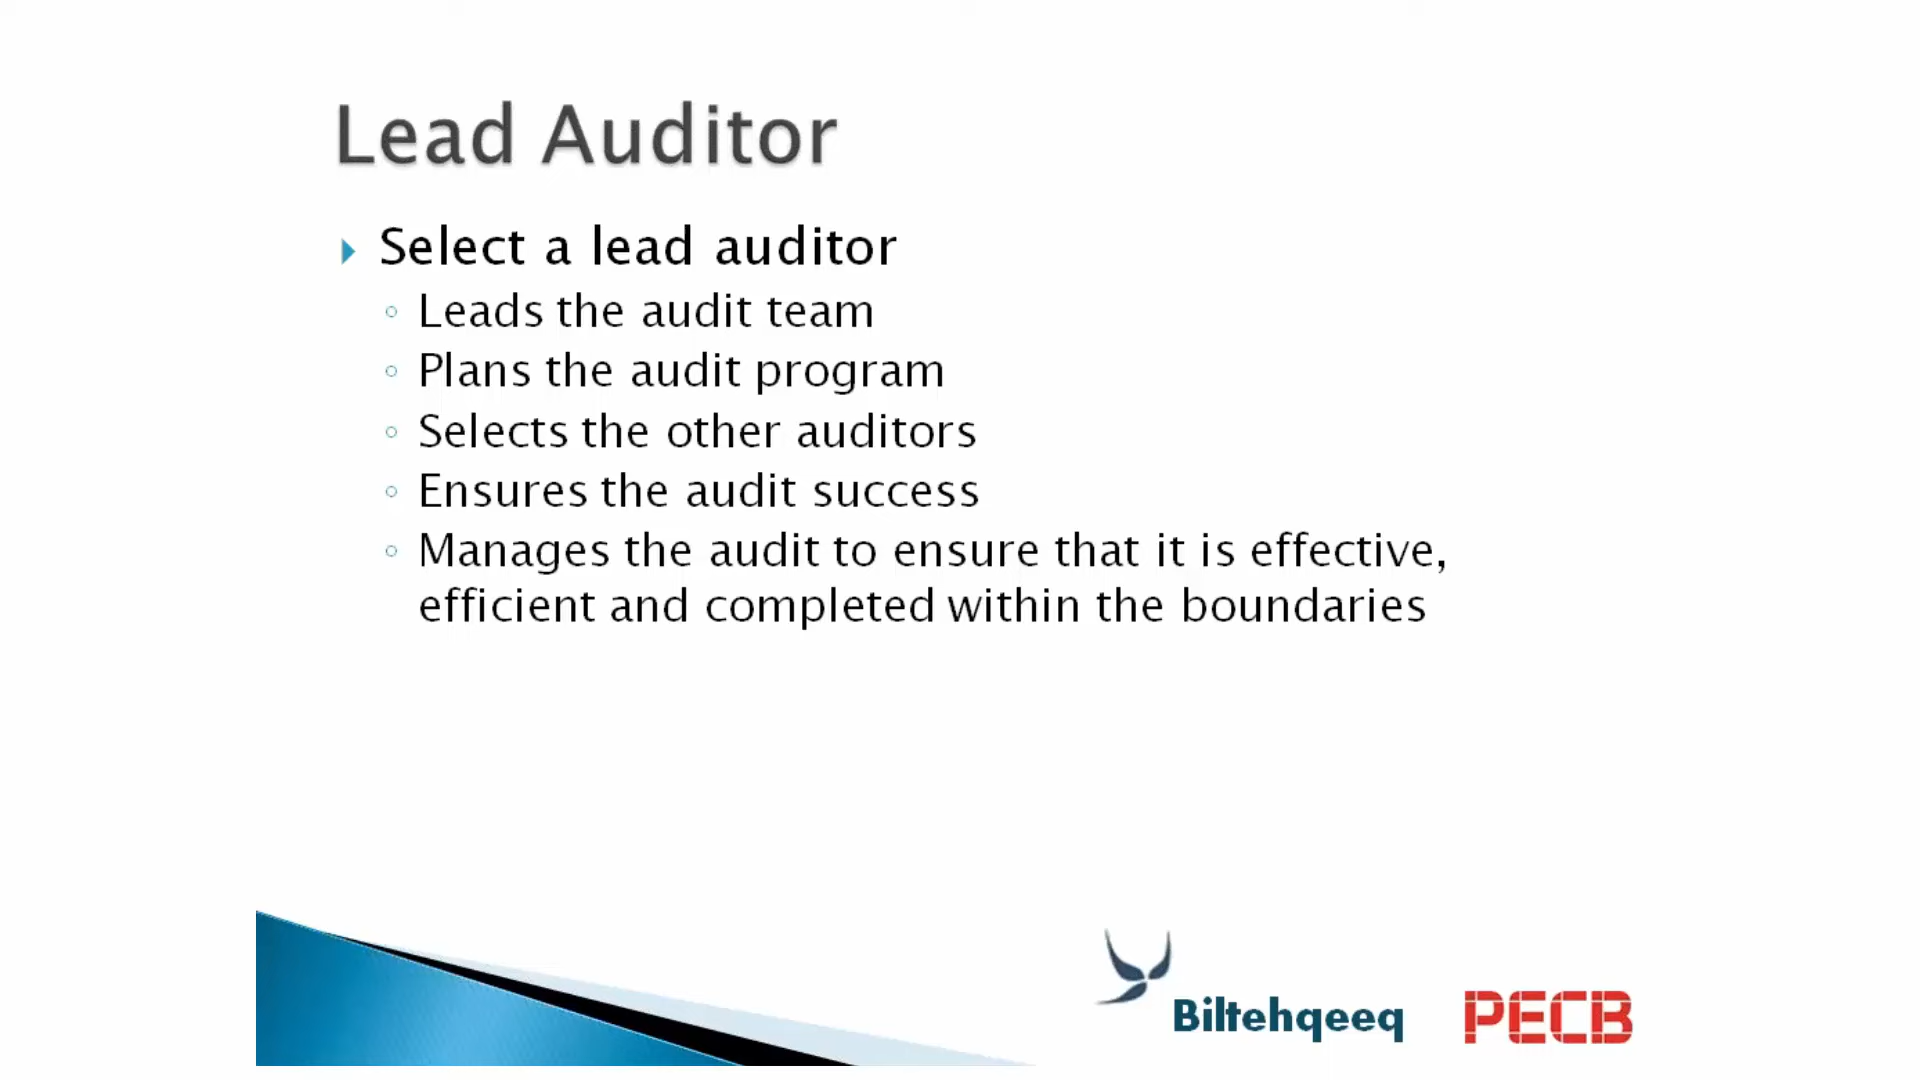 Lead Auditor
Select a lead auditor
Leads the audit team
Plans the audit program
Selects the other auditors
Ensures the audit success
Manages the audit to ensure that it is effective,
efficient and completed within the boundaries
Biltehqeeq
PECB